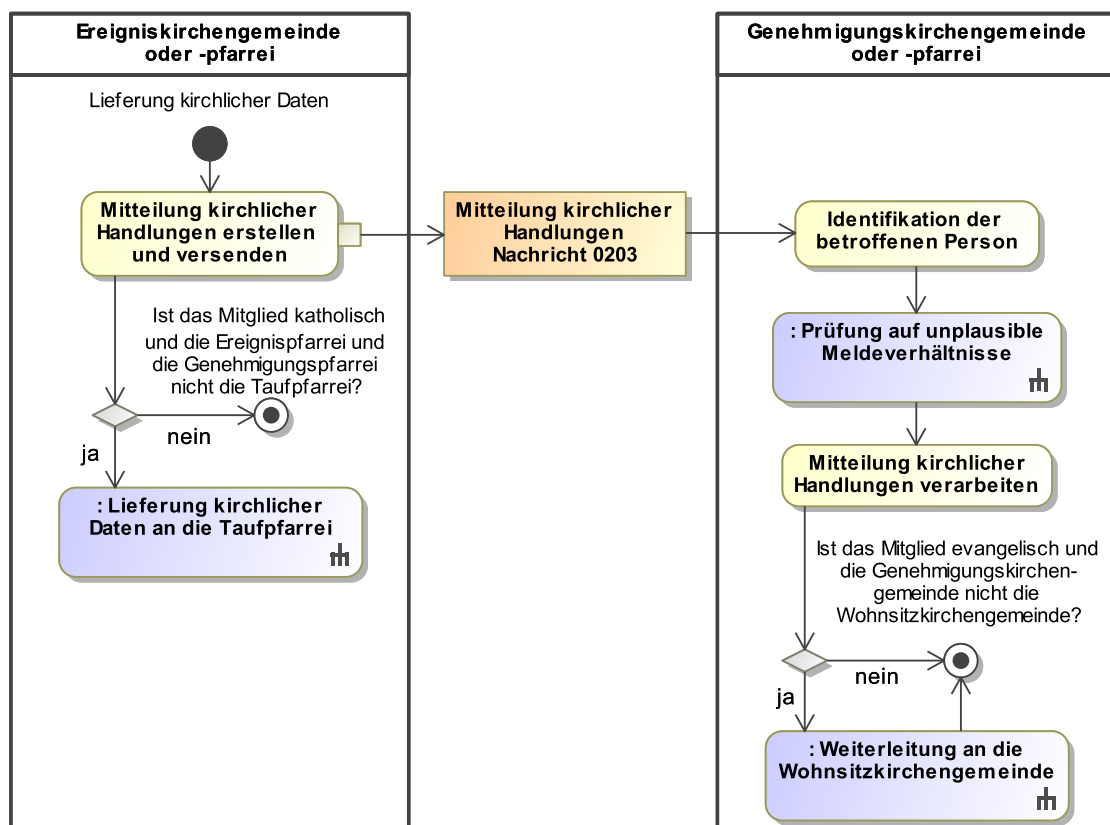 Ereigniskirchengemeinde
oder -pfarrei
Lieferung kirchlicher Daten
Mitteilung kirchlicher
Handlungen erstellen
und versenden
Ist das Mitglied katholisch
und die Ereignispfarrei und
die Genehmigungspfarrei
nicht die Taufpfarrei?
nein
ja
: Lieferung kirchlicher
Daten an die Taufpfarrei
Mitteilung kirchlicher
Handlungen
Nachricht 0203
Genehmigungskirchengemeinde
oder -pfarrei
Identifikation der
betroffenen Person
: Prüfung auf unplausible
Meldeverhältnisse
Mitteilung kirchlicher
Handlungen verarbeiten
Ist das Mitglied evangelisch und
die Genehmigungskirchen-
gemeinde nicht die
Wohnsitzkirchengemeinde?
nein
ja
: Weiterleitung an die
Wohnsitzkirchengemeinde